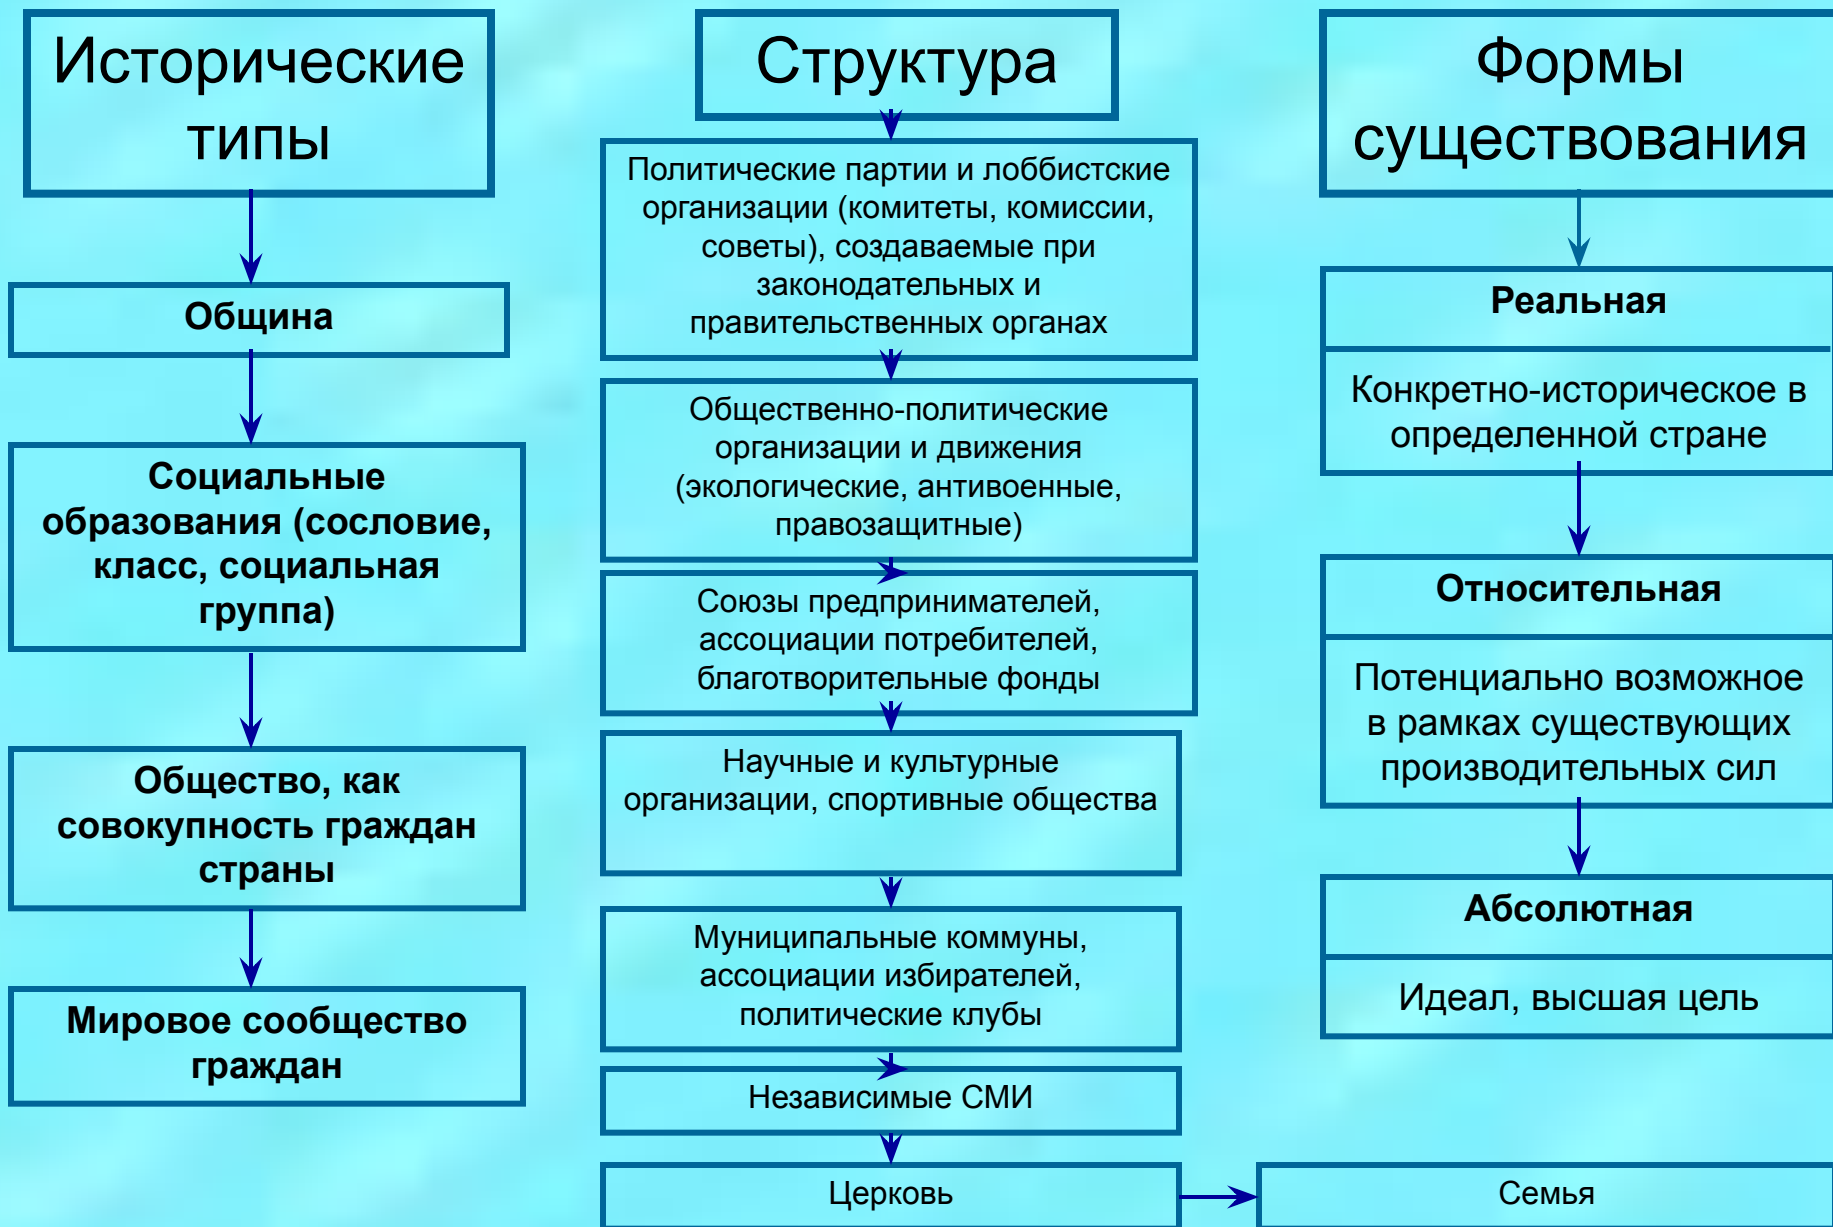 Исторические
типы
Община
Социальные
образования (сословие,
класс, социальная
группа)
Общество, как
совокупность граждан
страны
Мировое сообщество
граждан
Структура
Политические партии и лоббистские
организации (комитеты, комиссии,
советы), создаваемые при
законодательных и
правительственных органах
Общественно-политические
организации и движения
(экологические, антивоенные,
правозащитные)
Союзы предпринимателей,
ассоциации потребителей,
благотворительные фонды
Научные и культурные
организации, спортивные общества
Муниципальные коммуны,
ассоциации избирателей,
политические клубы
Независимые СМИ
Церковь
Семья
Формы
существования
Реальная
Конкретно-историческое в
определенной стране
Относительная
Потенциально возможное
в рамках существующих
производительных сил
Абсолютная
Идеал, высшая цель